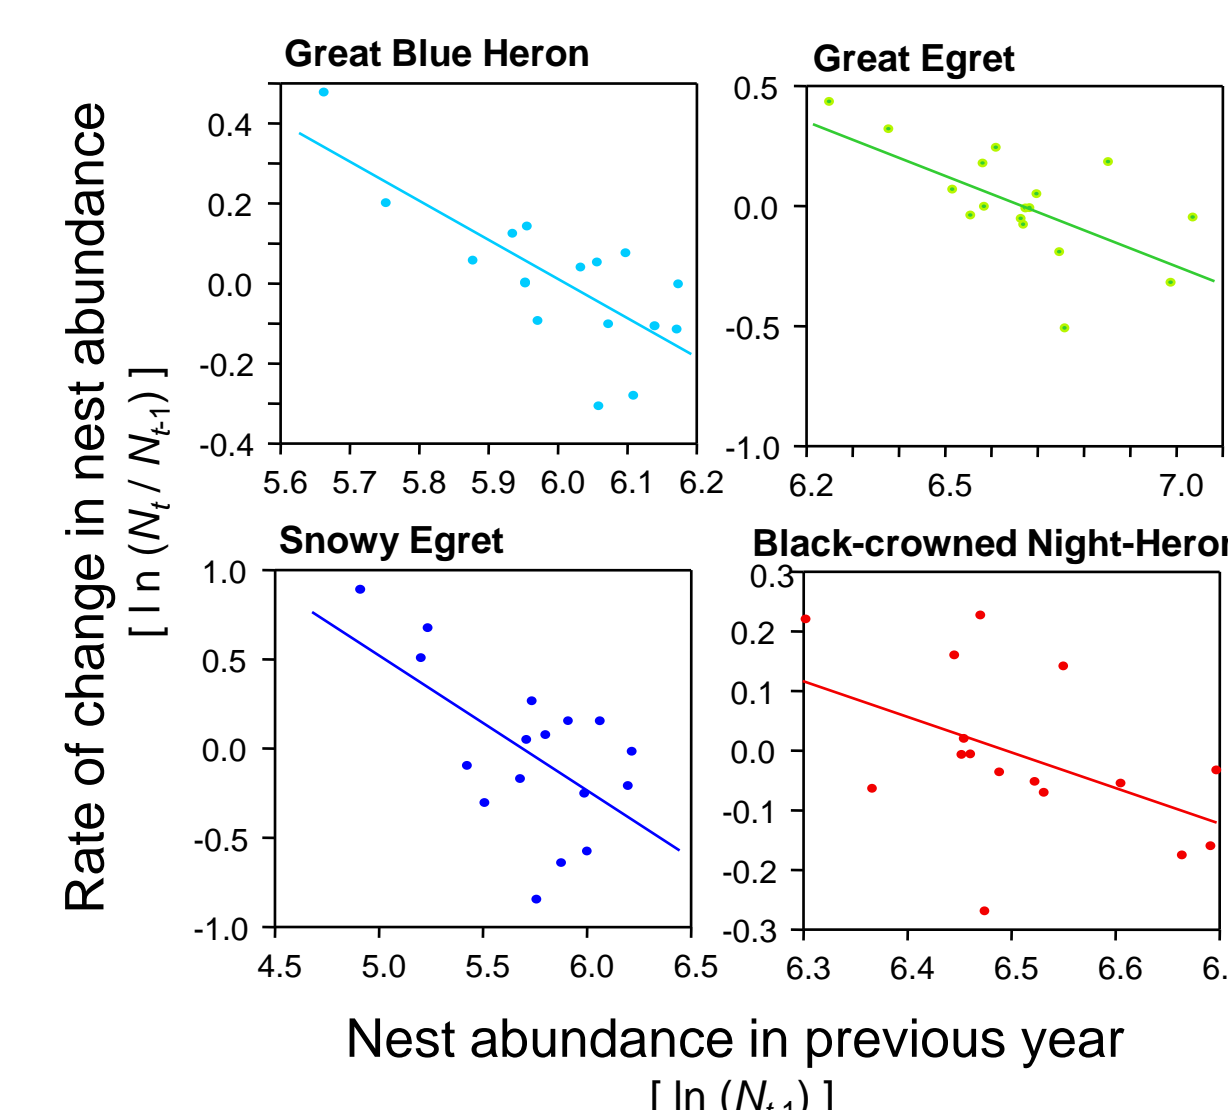 Rate of change in nest abundance
[ ln (Nt / Nt-1) ]
Great Blue Heron
0.4
0.2
0.0
-0.2
-0.4
5.6 5.7 5.8 5.9 6.0 6.1 6.2
Great Egret
0.5
0.0
-0.5
-1.0
6.2 6.5 7.0
Snowy Egret
1.0
0.5
0.0
-0.5
-1.0
4.5 5.0 5.5 6.0 6.5
Black-crowned Night-Heron
0.3
0.2
0.1
0.0
-0.1
-0.2
-0.3
6.3 6.4 6.5 6.6 6.
Nest abundance in previous year
[ ln (Nt-1) ]